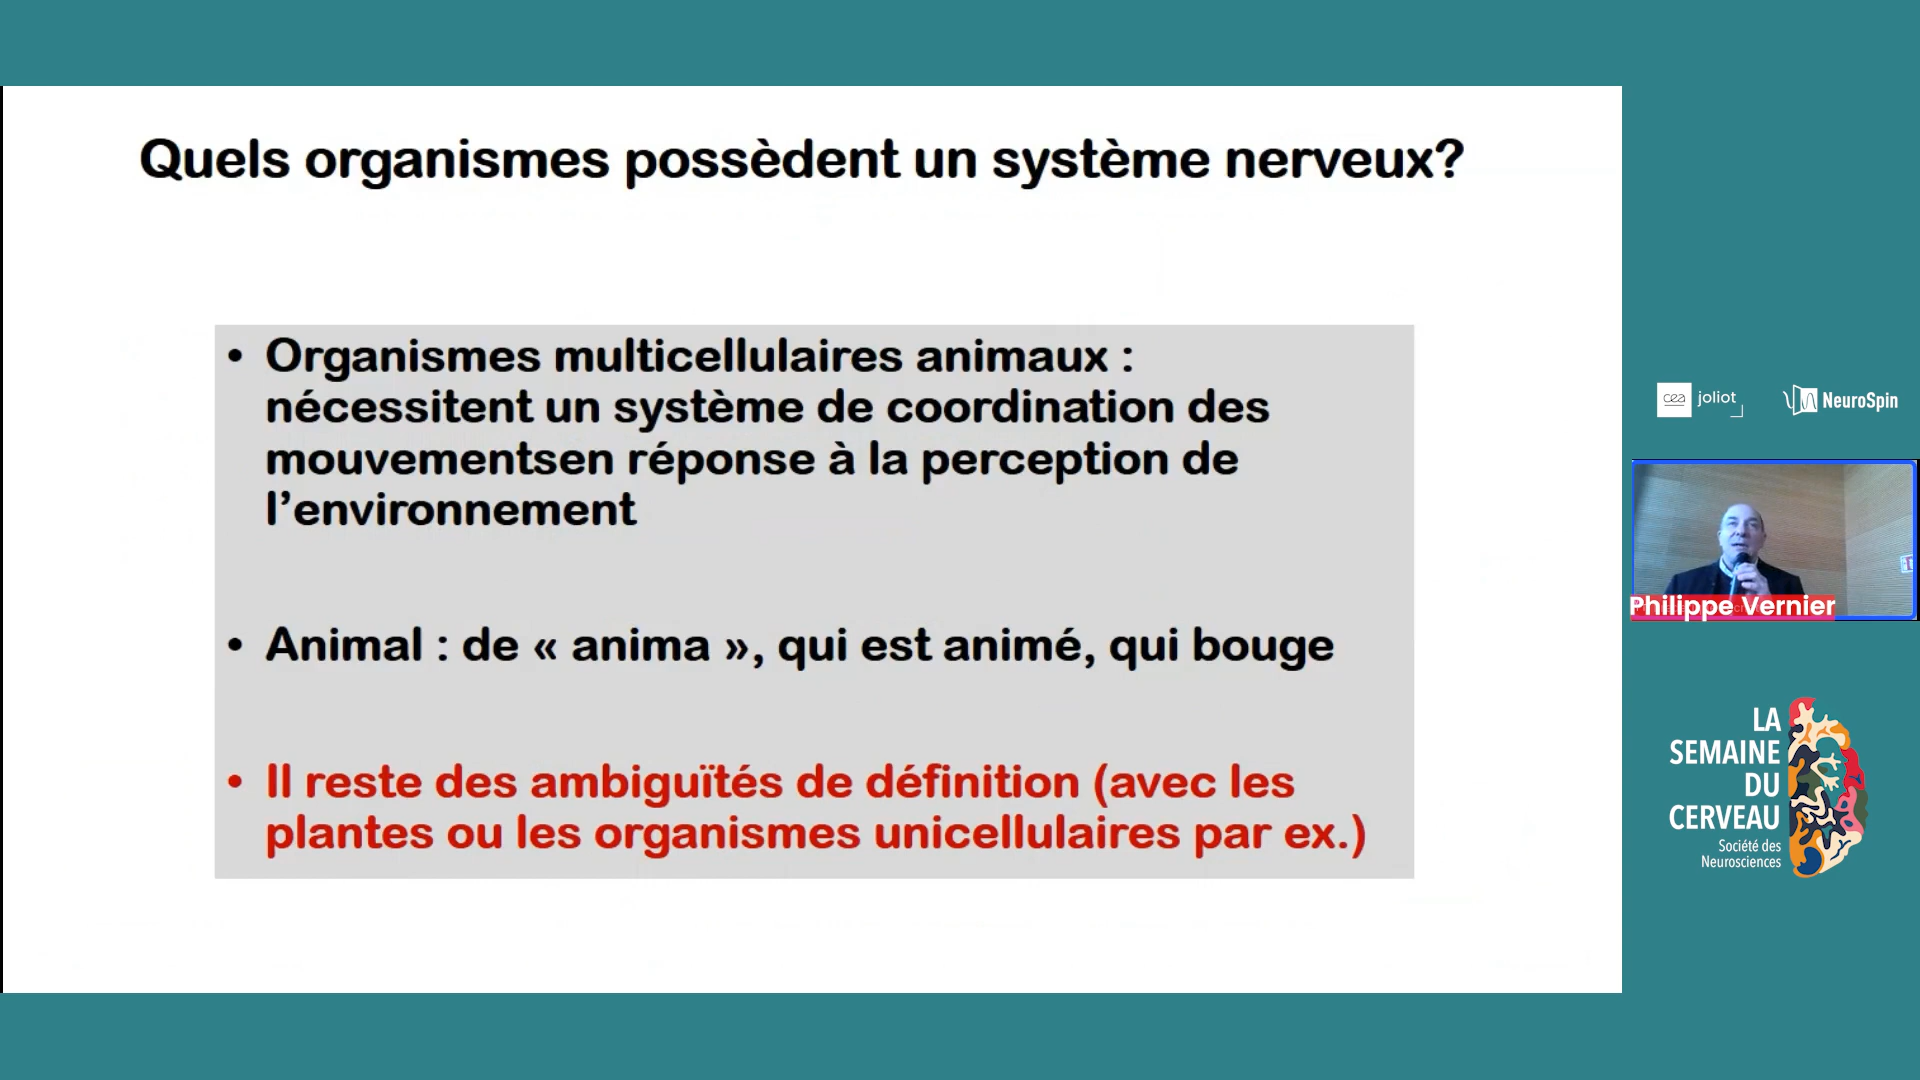 Quels organismes possèdent un système nerveux?
• Organismes multicellulaires animaux :
nécessitent un système de coordination des
mouvementsen réponse à la perception de
l’environnement
• Animal : de « anima », qui est animé, qui bouge
• Il reste des ambiguïtés de définition (avec les
plantes ou les organismes unicellulaires par ex.)
cea joliot
NeuroSpin
Philippe Vernier
LA
SEMAINE
DU
CERVEAU
Société des
Neurosciences